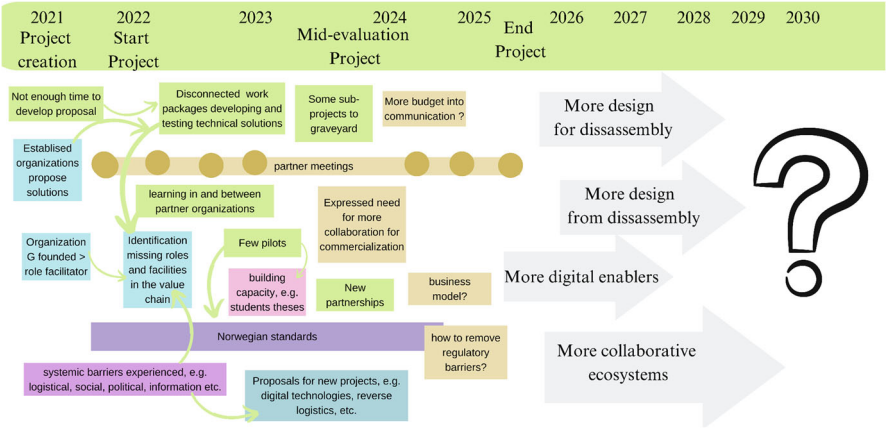 2021
Project
creation
2022
Start
Project
2023
Mid-evaluation
Project
2024
2025
End
Project
2026
2027
2028
2029
2030
Not enough time to
develop proposal
Disconnected work
packages developing and
testing technical solutions
Some sub-
projects to
graveyard
More budget into
communication ?
More design
for dissassembly
Establised
organizations
propose
solutions
partner meetings
learning in and between
partner organizations
Expressed need
for more
collaboration for
commercialization
More design
from dissassembly
Organization
G founded >
role facilitator
Identification
missing roles
and facilities
in the value
chain
Few pilots
building
capacity, e.g.
students theses
New
partnerships
business
model?
More digital enablers
Norwegian standards
how to remove
regulatory
barriers?
More collaborative
ecosystems
systemic barriers experienced, e.g.
logistical, social, political, information etc.
Proposals for new projects, e.g.
digital technologies, reverse
logistics, etc.
?